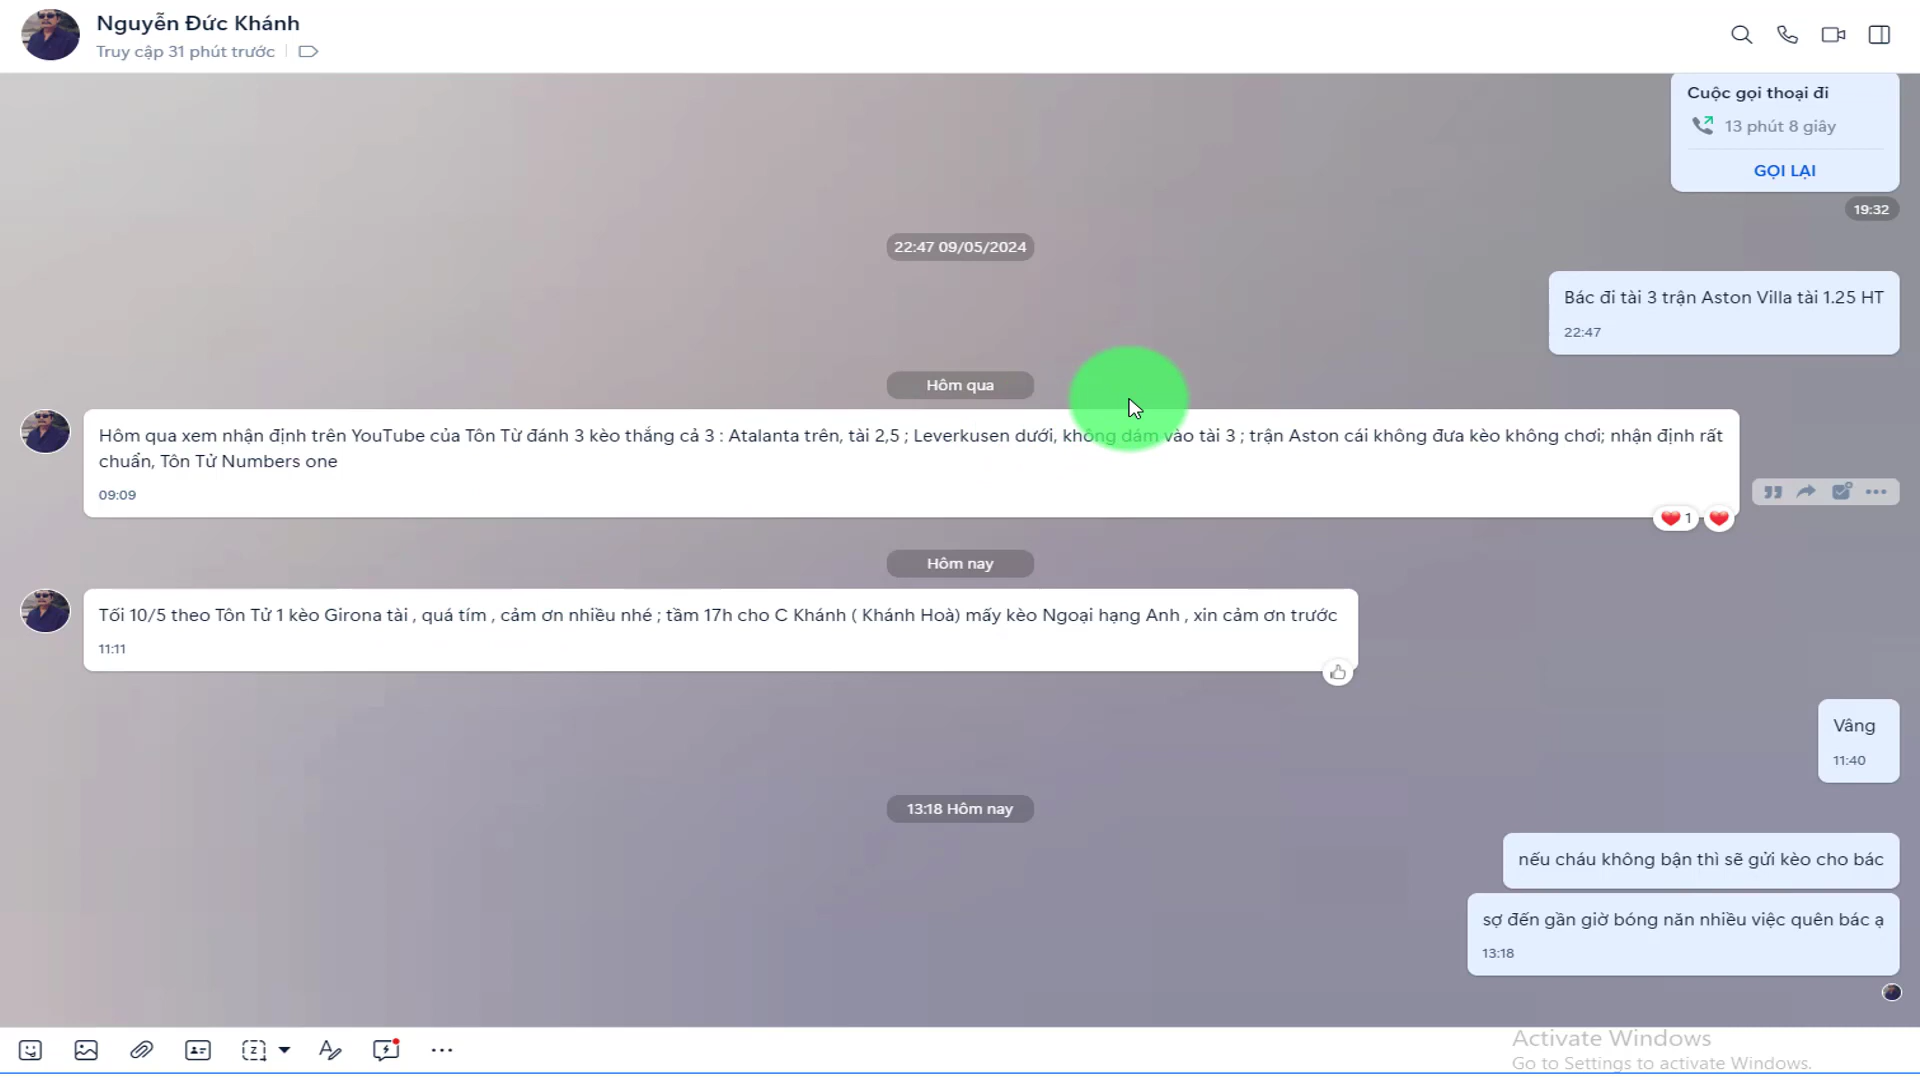 Nguyễn Đức Khánh
Truy cập 31 phút trước
Cuộc gọi thoại đi
13 phút 8 giây
GỌI LẠI
19:32
22:47 09/05/2024
Bác đi tài 3 trận Aston Villa tài 1.25 HT
22:47
Hôm qua
Hôm qua xem nhận định trên YouTube của Tôn Từ đánh 3 kèo thắng cả 3 : Atalanta trên, tài 2,5 ; Leverkusen dưới, không dám vào tài 3 ; trận Aston cái không đưa kèo không chơi; nhận định rất
chuẩn, Tôn Tử Numbers one
09:09
1
Hôm nay
Tối 10/5 theo Tôn Tử 1 kèo Girona tài , quá tím , cảm ơn nhiều nhé ; tầm 17h cho C Khánh ( Khánh Hoà) mấy kèo Ngoại hạng Anh , xin cảm ơn trước
11:11
Vâng
11:40
13:18 Hôm nay
nếu cháu không bận thì sẽ gửi kèo cho bác
sợ đến gần giờ bóng năn nhiều việc quên bác ạ
13:18
Activate Windows
Go to Settings to activate Windows.